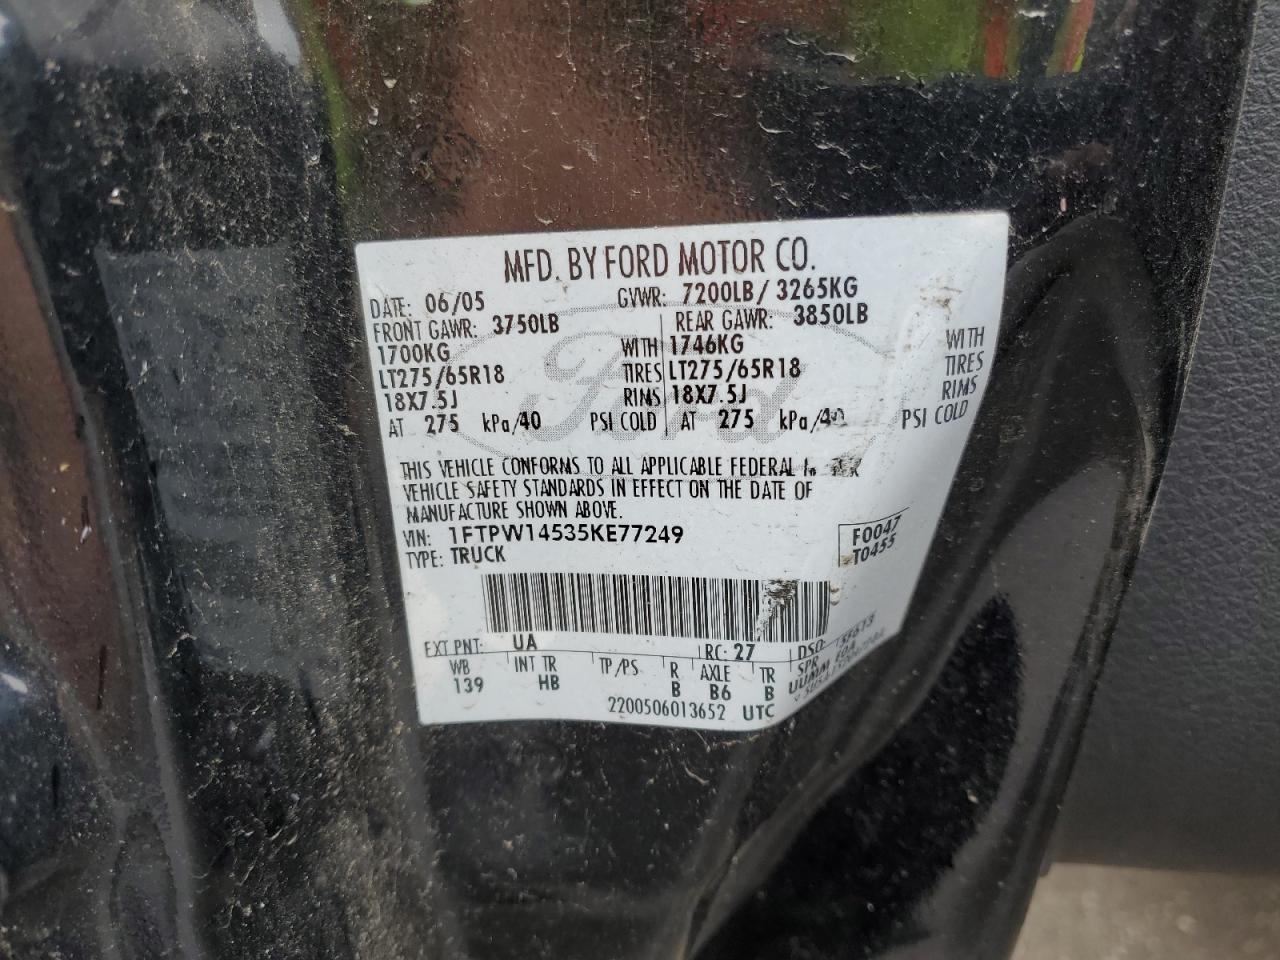 MFD. BY FORD MOTOR CO.
DATE: 06/05 GVWR: 7200LB/ 3265KG
FRONT GAWR: 3750LB REAR GAWR: 3850LB
1700KG WITH 1746KG WITH
LT275/65R18 TIRES LT275/65R18 TIRES
18X7.5J RIMS 18X7.5J RIMS
AT 275 kPa/40 PSI COLD AT 275 kPa/40 PSI COLD
Ford
THIS VEHICLE CONFORMS TO ALL APPLICABLE FEDERAL
VEHICLE SAFETY STANDARDS IN EFFECT ON THE DATE OF
MANUFACTURE SHOWN ABOVE.
VIN: 1FTPW14535KE77249
TYPE: TRUCK
F0047
T0455
EXT PNT: UA RC: 27 DSO:
WB INT TR TP/PS R AXLE TR SPR
139 HB B B6 B UUMM
2200506013652 UTC